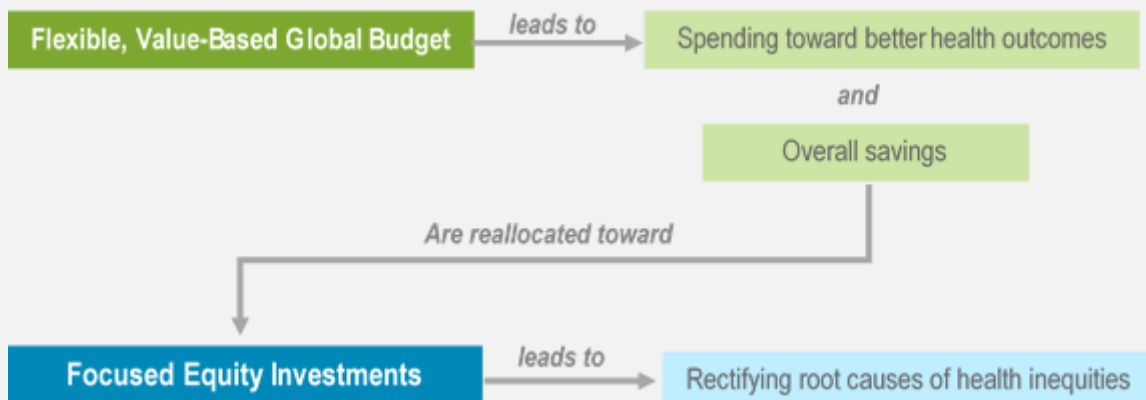 Flexible, Value-Based Global Budget
leads to
Spending toward better health outcomes
and
Overall savings
Are reallocated toward
Focused Equity Investments
leads to
Rectifying root causes of health inequities